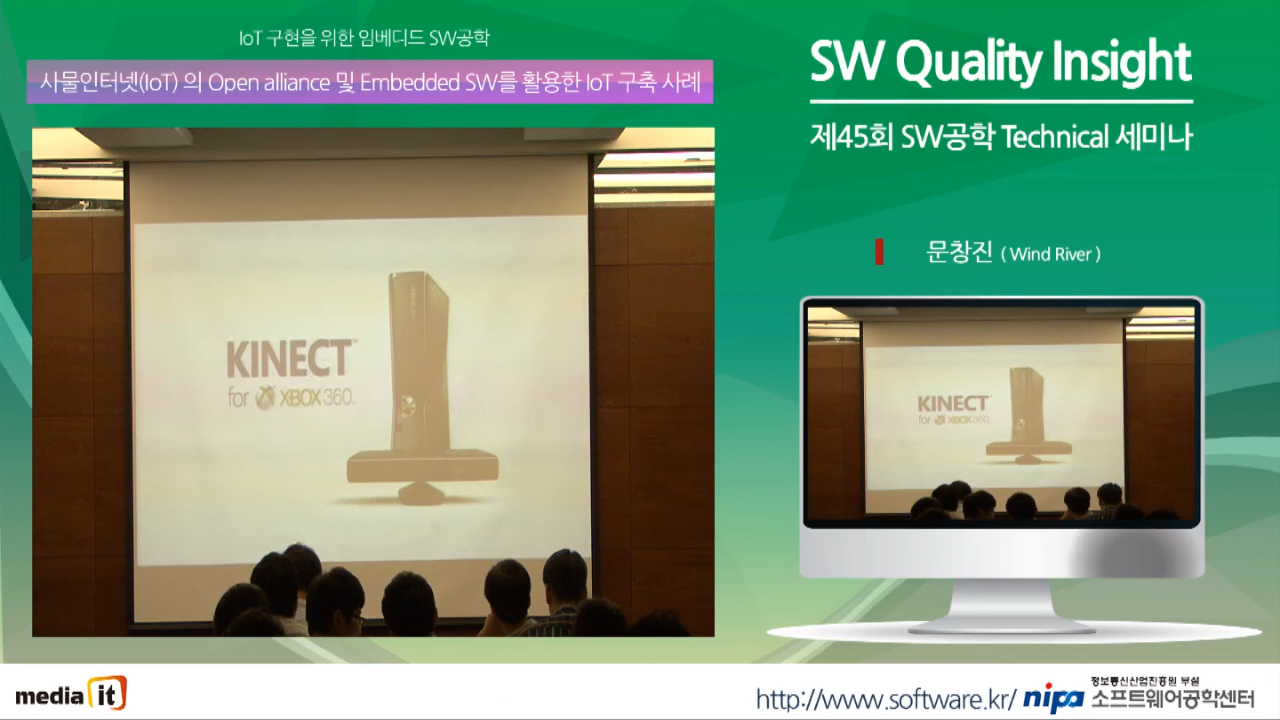 IoT 구현을 위한 임베디드 SW공학
사물인터넷(IoT) 의 Open alliance 및 Embedded SW를 활용한 IoT 구축 사례
SW Quality Insight
제45회 SW공학 Technical 세미나
문창진 ( Wind River )
KINECT™
for XBOX 360.
KINECT
for XBOX 360.
media it
http://www.software.kr/
nipa
정보통신산업진흥원 부설
소프트웨어공학센터